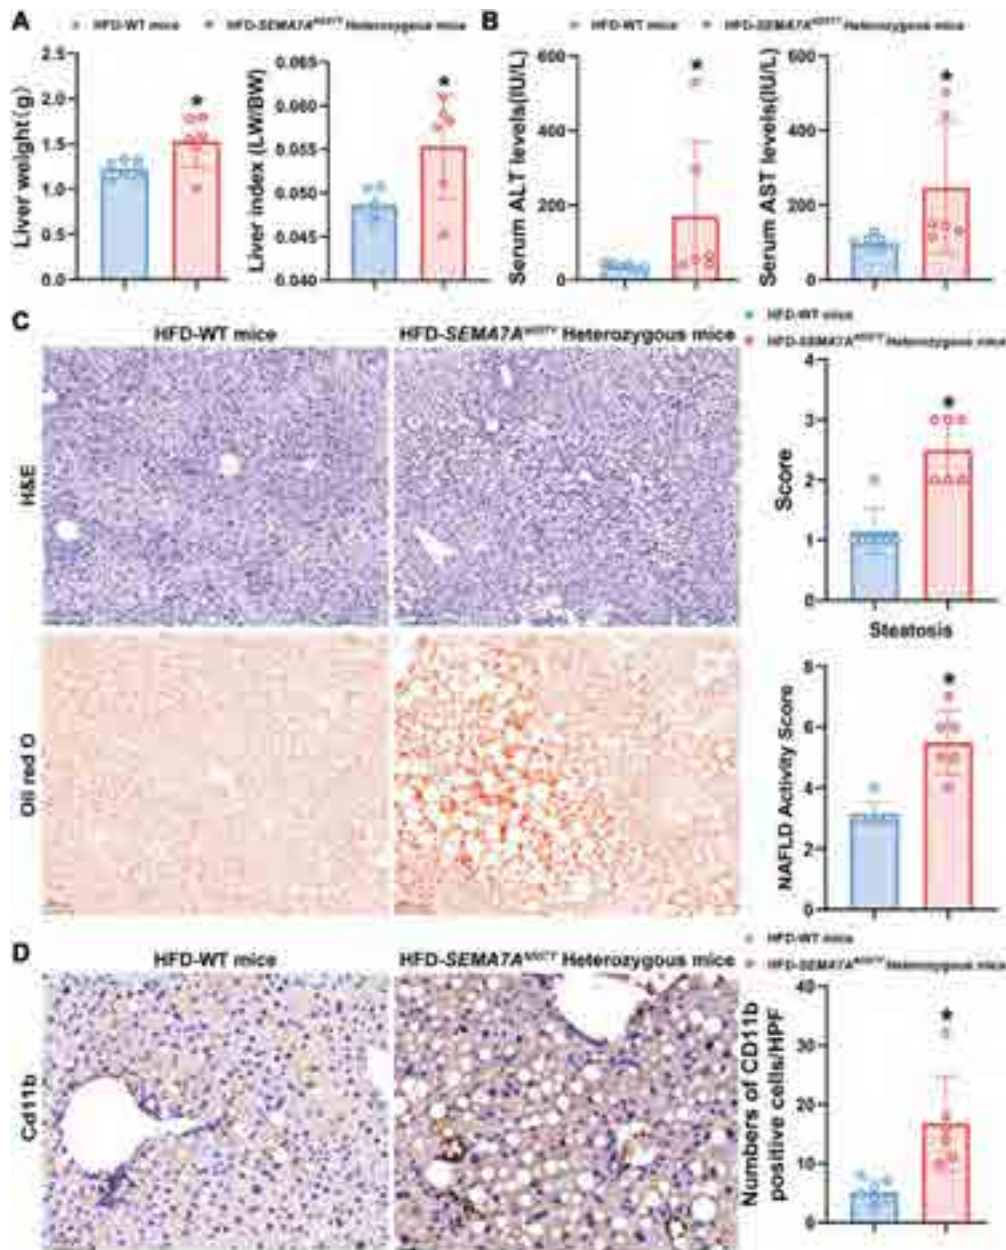 A HFD-WT mice HFD-SEMA7A Heterozygous mice
B HFD-WT mice HFD-SEMA7A Heterozygous mice
Liver weight(g)
2.5
2.0
1.5
1.0
0.5
0.0
*
Liver index (LW/BW)
0.065
0.060
0.055
0.050
0.045
0.040
*
Serum ALT levels(IU/L)
600
400
200
0
*
Serum AST levels(IU/L)
600
400
200
0
*
C
HFD-WT mice
HFD-SEMA7A Heterozygous mice
H&E
Oil red O
HFD-WT mice
HFD-SEMA7A Heterozygous mice
Score
4
3
2
1
0
*
Steatosis
NAFLD Activity Score
8
6
4
2
0
*
D
HFD-WT mice
HFD-SEMA7A Heterozygous mice
Cd11b
HFD-WT mice
HFD-SEMA7A Heterozygous mice
Numbers of CD11b
positive cells/HPF
40
30
20
10
0
*